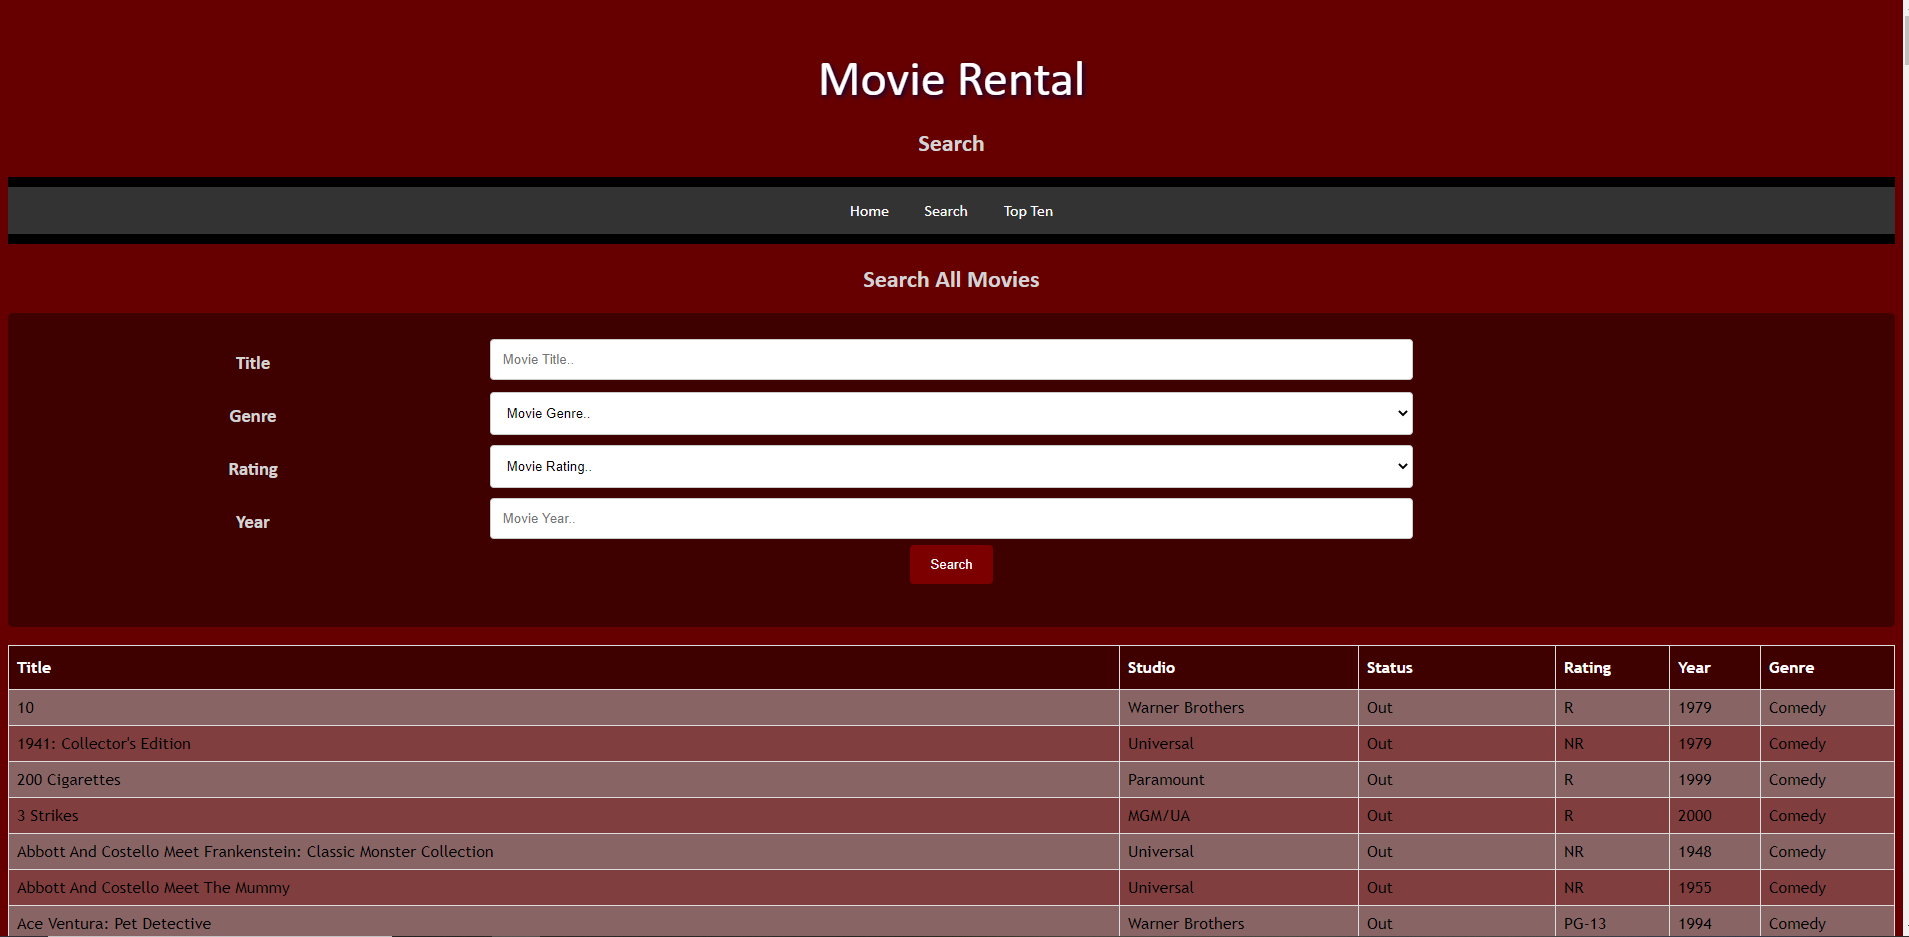 Movie Rental
Search
Home Search Top Ten
Search All Movies
Title Movie Title..
Genre Movie Genre..
Rating Movie Rating..
Year Movie Year..
Search
Title Studio Status Rating Year Genre
10 Warner Brothers Out R 1979 Comedy
1941: Collector's Edition Universal Out NR 1979 Comedy
200 Cigarettes Paramount Out R 1999 Comedy
3 Strikes MGM/UA Out R 2000 Comedy
Abbott And Costello Meet Frankenstein: Classic Monster Collection Universal Out NR 1948 Comedy
Abbott And Costello Meet The Mummy Universal Out NR 1955 Comedy
Ace Ventura: Pet Detective Warner Brothers Out PG-13 1994 Comedy